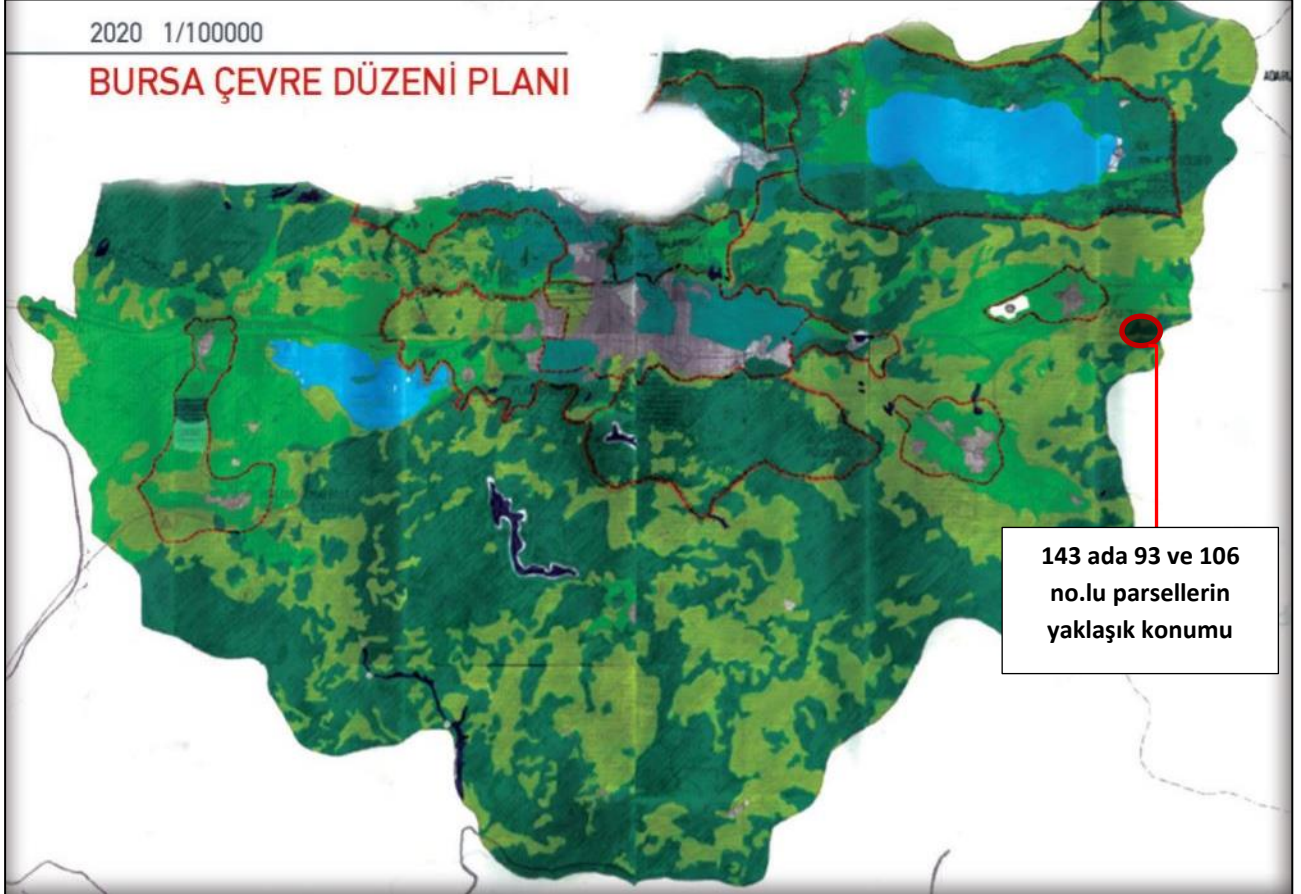 2020 1/100000
BURSA ÇEVRE DÜZENİ PLANI
143 ada 93 ve 106
no.lu parsellerin
yaklaşık konumu